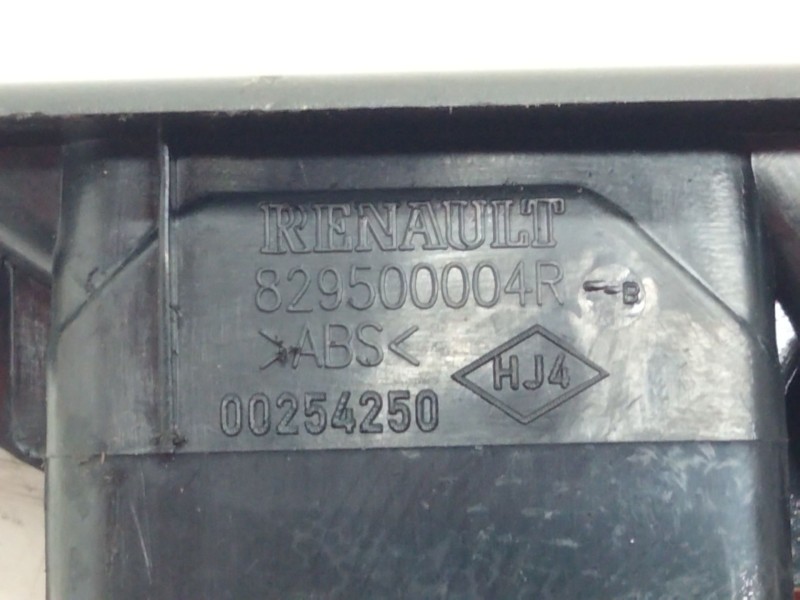 RENAULT
829500004R -B
>ABS<
HJ4
00254250